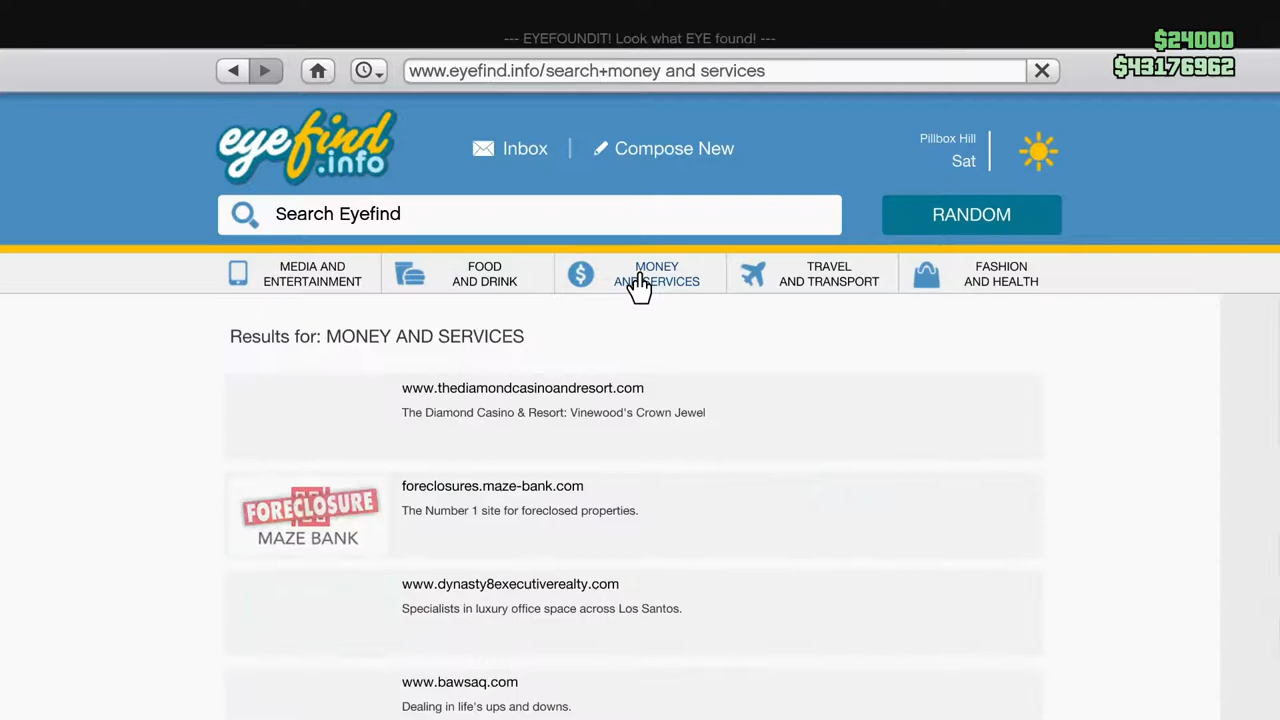 --- EYEFOUNDIT! Look what EYE found! ---
$24000
$43176962
www.eyefind.info/search+money and services
eyefind
.info
Inbox
Compose New
Pillbox Hill
Sat
Search Eyefind
RANDOM
MEDIA AND
ENTERTAINMENT
FOOD
AND DRINK
MONEY
AND SERVICES
TRAVEL
AND TRANSPORT
FASHION
AND HEALTH
Results for: MONEY AND SERVICES
www.thediamondcasinoandresort.com
The Diamond Casino & Resort: Vinewood's Crown Jewel
FORECLOSURE
MAZE BANK
foreclosures.maze-bank.com
The Number 1 site for foreclosed properties.
www.dynasty8executiverealty.com
Specialists in luxury office space across Los Santos.
www.bawsaq.com
Dealing in life's ups and downs.